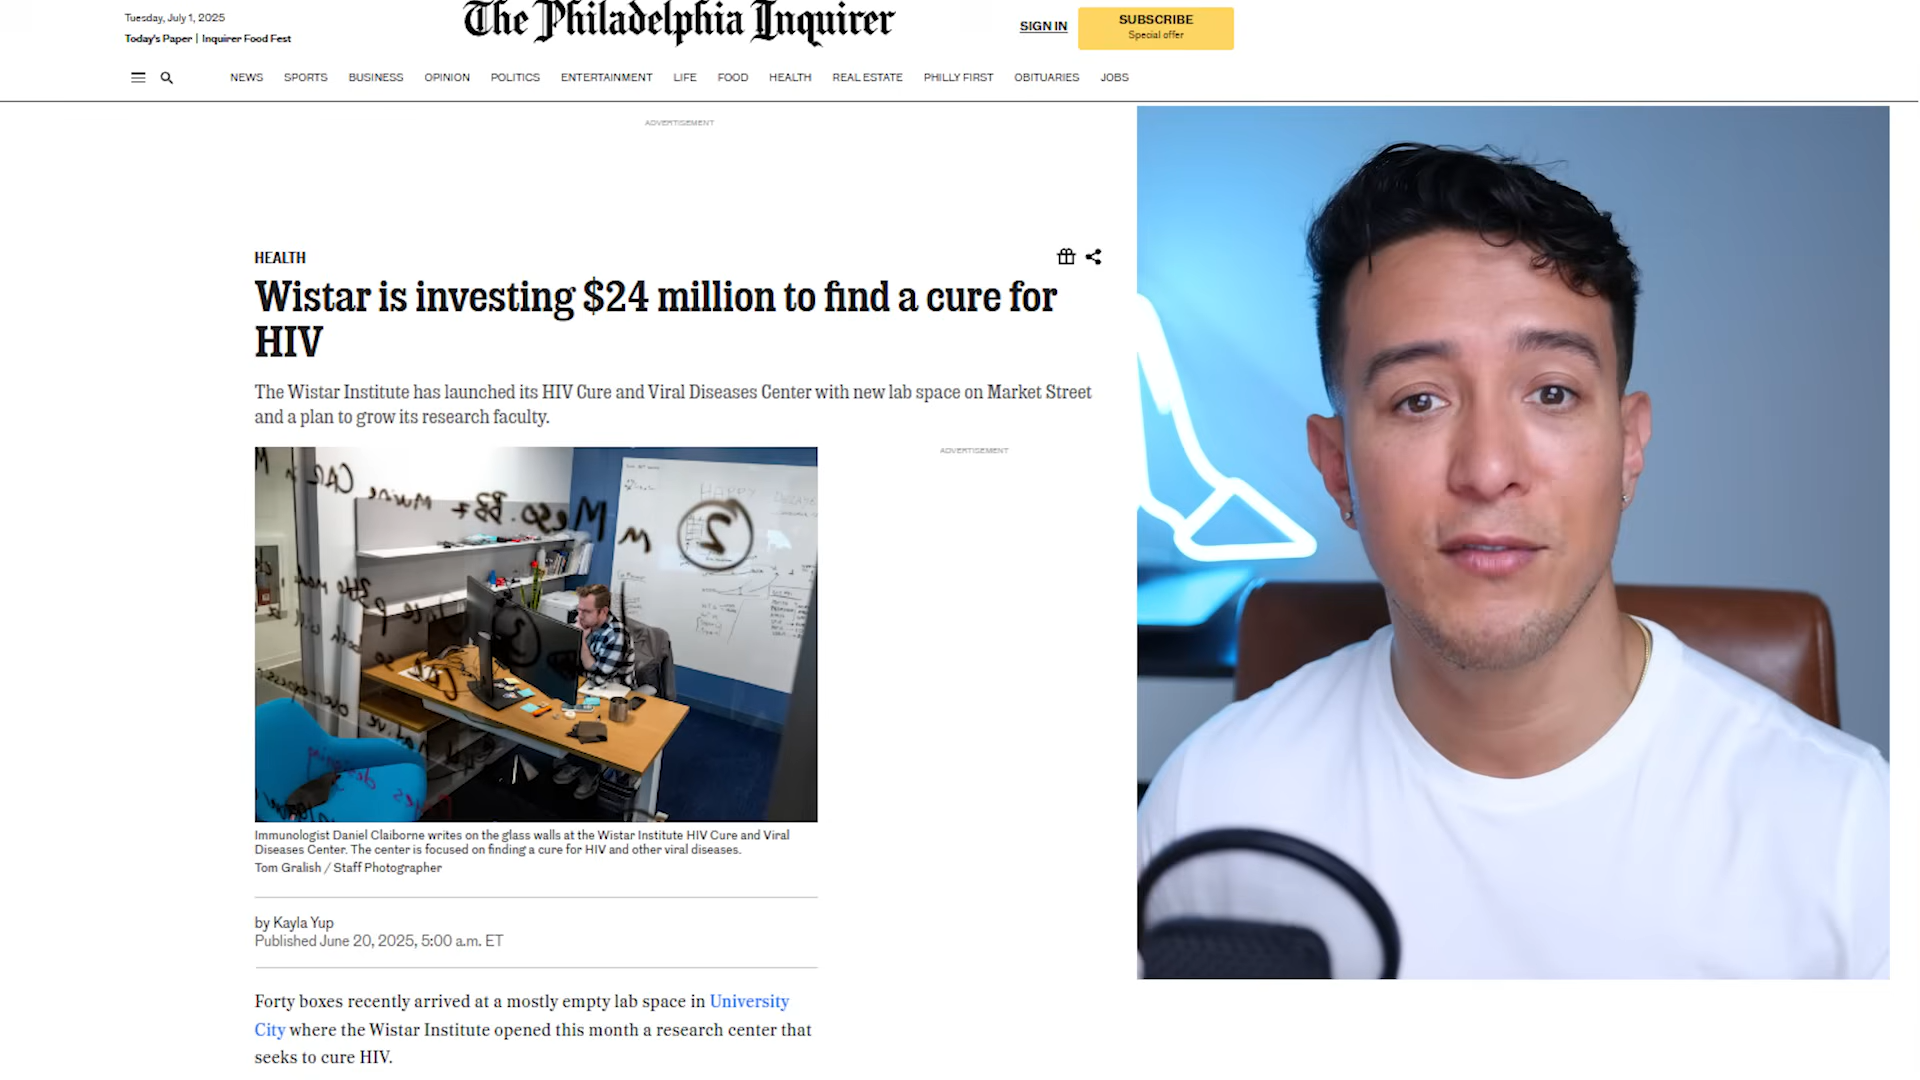 Tuesday, July 1, 2025
Today's Paper | Inquirer Food Fest
The Philadelphia Inquirer
SIGN IN
SUBSCRIBE
Special offer
NEWS SPORTS BUSINESS OPINION POLITICS ENTERTAINMENT LIFE FOOD HEALTH REAL ESTATE PHILLY FIRST OBITUARIES JOBS
ADVERTISEMENT
HEALTH
Wistar is investing $24 million to find a cure for
HIV
The Wistar Institute has launched its HIV Cure and Viral Diseases Center with new lab space on Market Street
and a plan to grow its research faculty.
ADVERTISEMENT
HAPPY
2
Immunologist Daniel Claiborne writes on the glass walls at the Wistar Institute HIV Cure and Viral
Diseases Center. The center is focused on finding a cure for HIV and other viral diseases.
Tom Gralish / Staff Photographer
by Kayla Yup
Published June 20, 2025, 5:00 a.m. ET
Forty boxes recently arrived at a mostly empty lab space in University
City where the Wistar Institute opened this month a research center that
seeks to cure HIV.